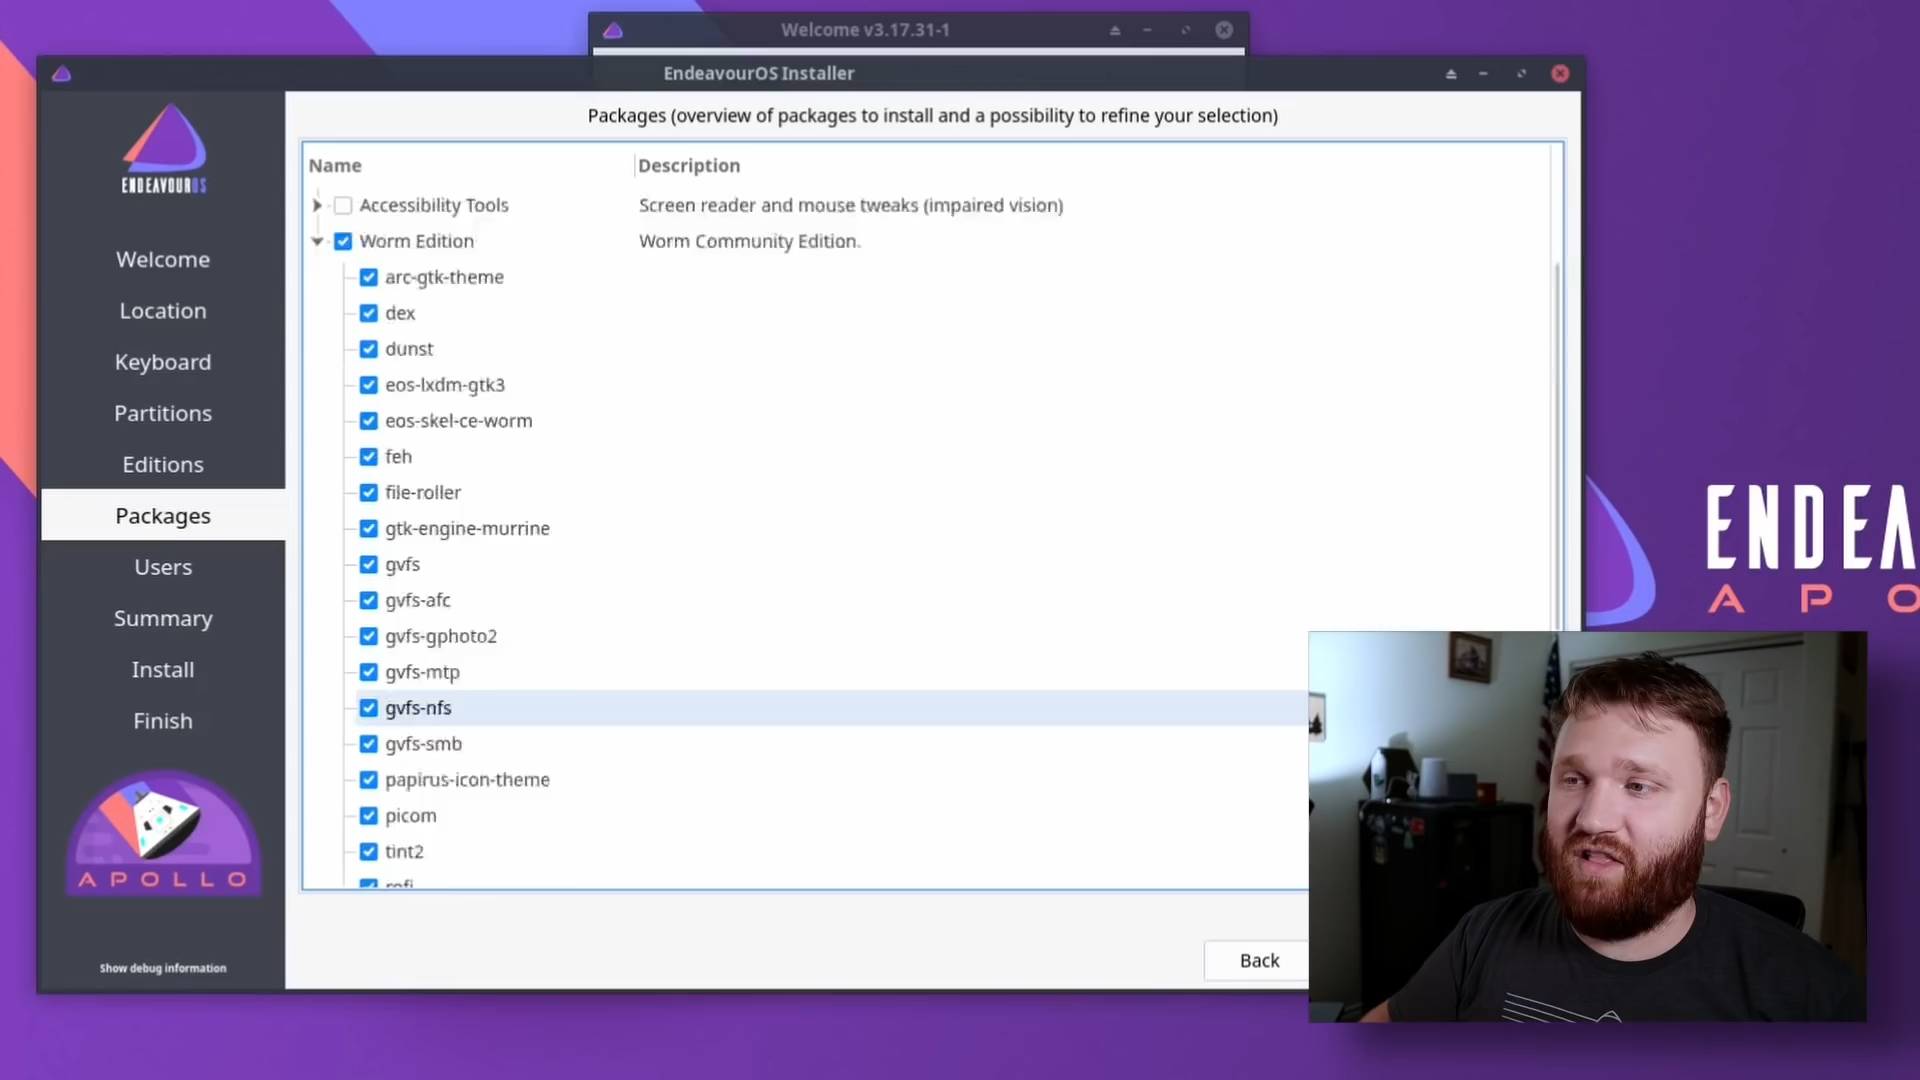 Welcome v3.17.31-1
EndeavourOS Installer
Packages (overview of packages to install and a possibility to refine your selection)
ENDEAVOUROS
Welcome
Location
Keyboard
Partitions
Editions
Packages
Users
Summary
Install
Finish
APOLLO
Show debug information
Name Description
Accessibility Tools Screen reader and mouse tweaks (impaired vision)
Worm Edition Worm Community Edition.
arc-gtk-theme
dex
dunst
eos-lxdm-gtk3
eos-skel-ce-worm
feh
file-roller
gtk-engine-murrine
gvfs
gvfs-afc
gvfs-gphoto2
gvfs-mtp
gvfs-nfs
gvfs-smb
papirus-icon-theme
picom
tint2
rofi
Back
ENDEA
APO